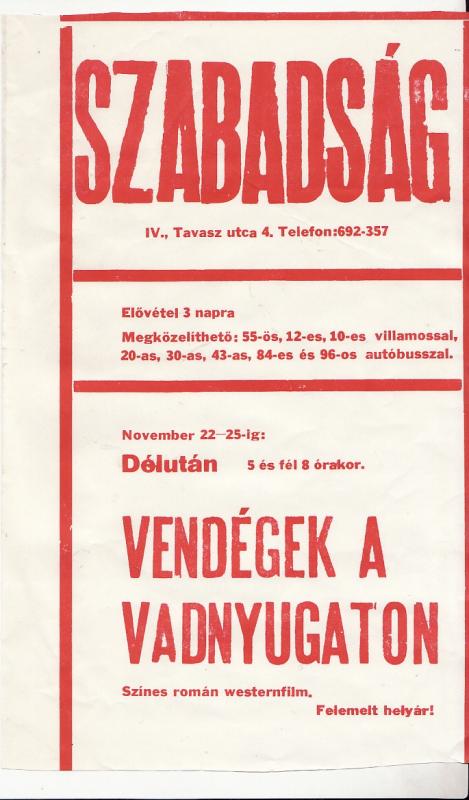 SZABADSÁG
IV., Tavasz utca 4. Telefon:692-357
Elővétel 3 napra
Megközelíthető: 55-ös, 12-es, 10-es villamossal,
20-as, 30-as, 43-as, 84-es és 96-os autóbusszal.
November 22—25-ig:
Délután 5 és fél 8 órakor.
VENDÉGEK A
VADNYUGATON
Színes román westernfilm.
Felemelt helyár!